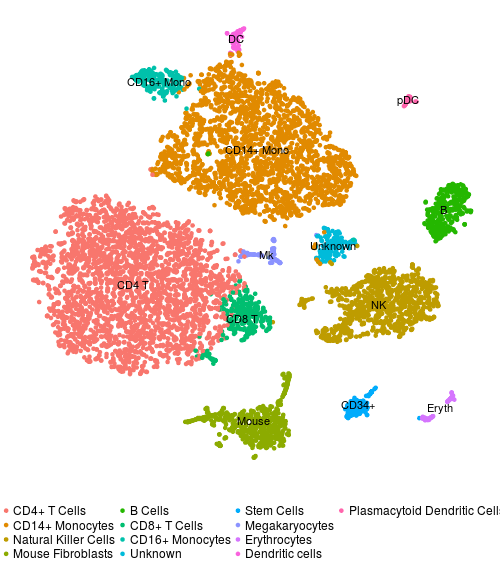 DC
CD16+ Mono
pDC
CD14+ Mono
B
Unknown
Mk
CD4 T
NK
CD8 T
CD34+
Eryth
Mouse
CD4+ T Cells
B Cells
Stem Cells
Plasmacytoid Dendritic Cells
CD14+ Monocytes
CD8+ T Cells
Megakaryocytes
Natural Killer Cells
CD16+ Monocytes
Erythrocytes
Mouse Fibroblasts
Unknown
Dendritic cells